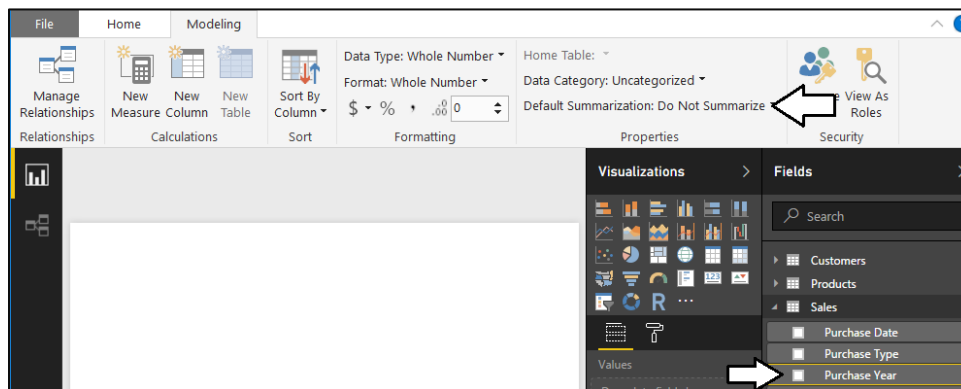 File Home Modeling
Data Type: Whole Number Home Table:
Format: Whole Number Data Category: Uncategorized
Manage New New New Sort By $ % , .00 0 Default Summarization: Do Not Summarize View As
Relationships Measure Column Table Column Roles
Relationships Calculations Sort Formatting Properties Security
Visualizations Fields
Search
Customers
123
Products
R ... Sales
Purchase Date
Purchase Type
Values Purchase Year